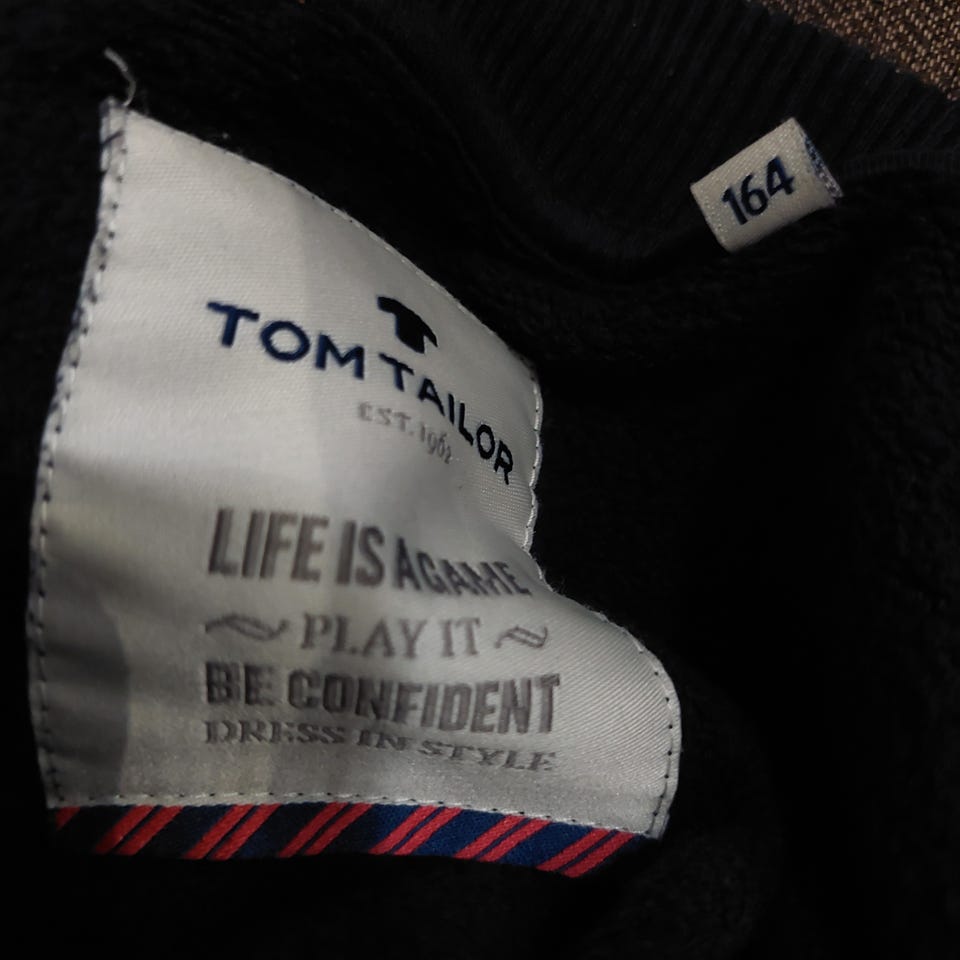 164
TOM TAILOR
EST. 1962
LIFE IS A GAME
PLAY IT
BE CONFIDENT
DRESS IN STYLE